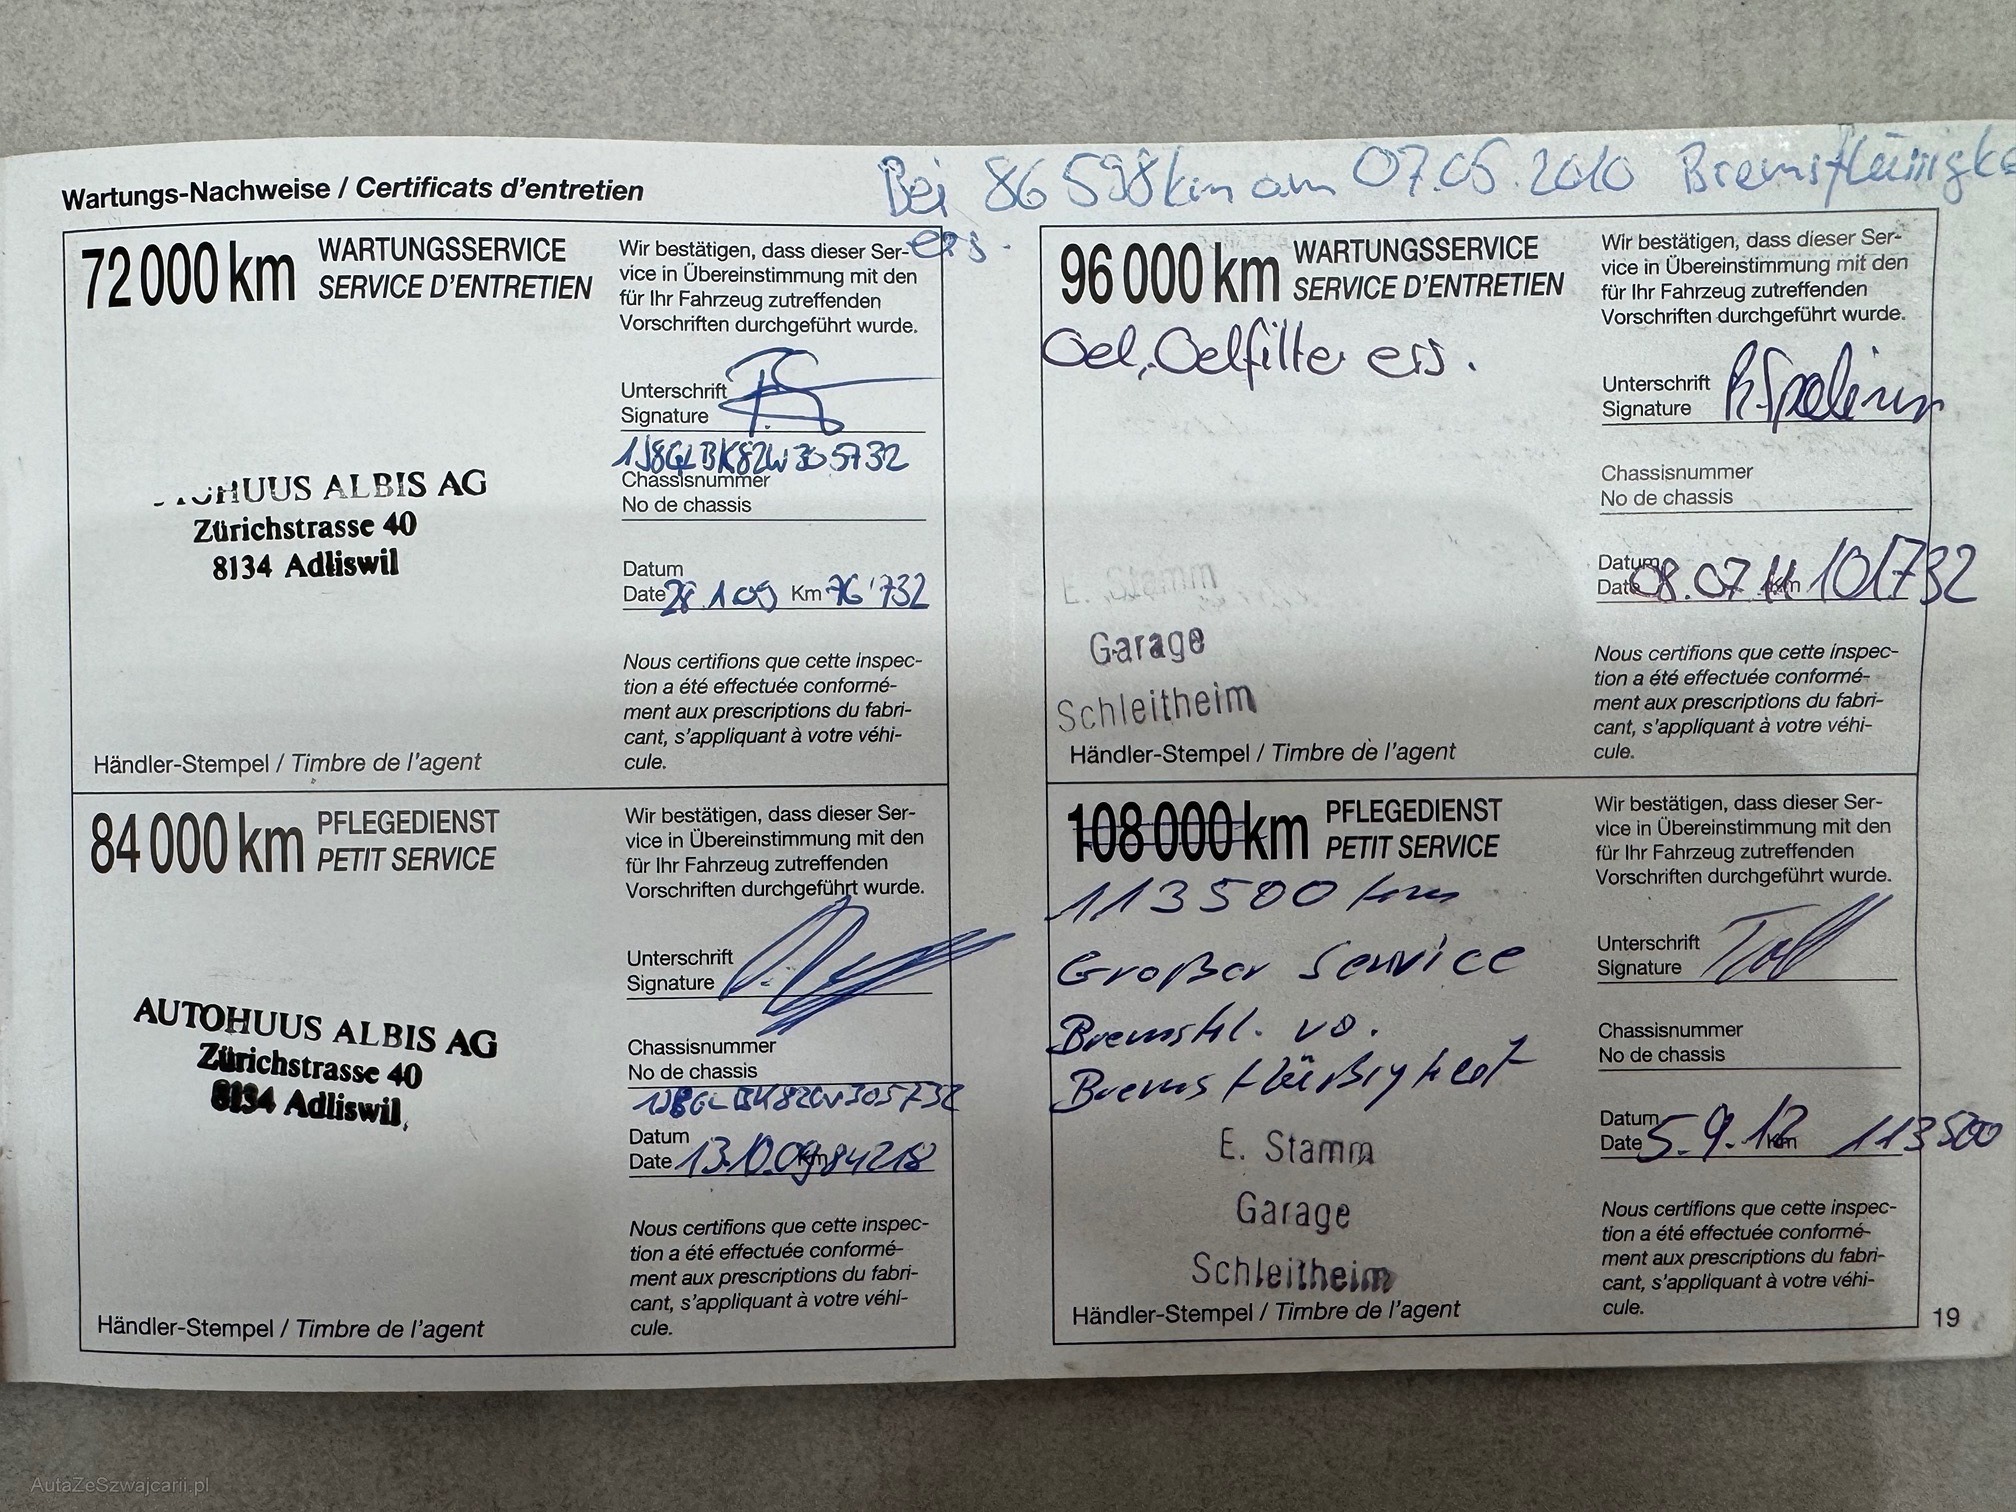 Bei 86 598 km am 07.05.2010 Bremsflüssigke
ers.
Wartungs-Nachweise / Certificats d'entretien
72 000 km WARTUNGSSERVICE
SERVICE D'ENTRETIEN
Wir bestätigen, dass dieser Ser-
vice in Übereinstimmung mit den
für Ihr Fahrzeug zutreffenden
Vorschriften durchgeführt wurde.
Unterschrift
Signature
1J8GLBK82W305732
Chassisnummer
No de chassis
AUTOHUUS ALBIS AG
Zürichstrasse 40
8134 Adliswil
Datum
Date 28.1.09 Km 76'732
Nous certifions que cette inspec-
tion a été effectuée conformé-
ment aux prescriptions du fabri-
cant, s'appliquant à votre véhi-
cule.
Händler-Stempel / Timbre de l'agent
84 000 km PFLEGEDIENST
PETIT SERVICE
Wir bestätigen, dass dieser Ser-
vice in Übereinstimmung mit den
für Ihr Fahrzeug zutreffenden
Vorschriften durchgeführt wurde.
Unterschrift
Signature
AUTOHUUS ALBIS AG
Zürichstrasse 40
8134 Adliswil
Chassisnummer
No de chassis
Datum
Date 13.10.09 Km 84218
Nous certifions que cette inspec-
tion a été effectuée conformé-
ment aux prescriptions du fabri-
cant, s'appliquant à votre véhi-
cule.
Händler-Stempel / Timbre de l'agent
96 000 km WARTUNGSSERVICE
SERVICE D'ENTRETIEN
Oel, Oelfilter ers.
Wir bestätigen, dass dieser Ser-
vice in Übereinstimmung mit den
für Ihr Fahrzeug zutreffenden
Vorschriften durchgeführt wurde.
Unterschrift
Signature
Chassisnummer
No de chassis
Datum
Date 08.07.11 Km 101732
E. Stamm
Garage
Schleitheim
Nous certifions que cette inspec-
tion a été effectuée conformé-
ment aux prescriptions du fabri-
cant, s'appliquant à votre véhi-
cule.
Händler-Stempel / Timbre de l'agent
108 000 km PFLEGEDIENST
PETIT SERVICE
113500 km
Großer Service
Bremskl. vo.
Bremsflüßigkeit
Wir bestätigen, dass dieser Ser-
vice in Übereinstimmung mit den
für Ihr Fahrzeug zutreffenden
Vorschriften durchgeführt wurde.
Unterschrift
Signature
Chassisnummer
No de chassis
Datum
Date 5.9.12 Km 113500
E. Stamm
Garage
Schleitheim
Nous certifions que cette inspec-
tion a été effectuée conformé-
ment aux prescriptions du fabri-
cant, s'appliquant à votre véhi-
cule.
Händler-Stempel / Timbre de l'agent
19
AutaZeSzwajcarii.pl